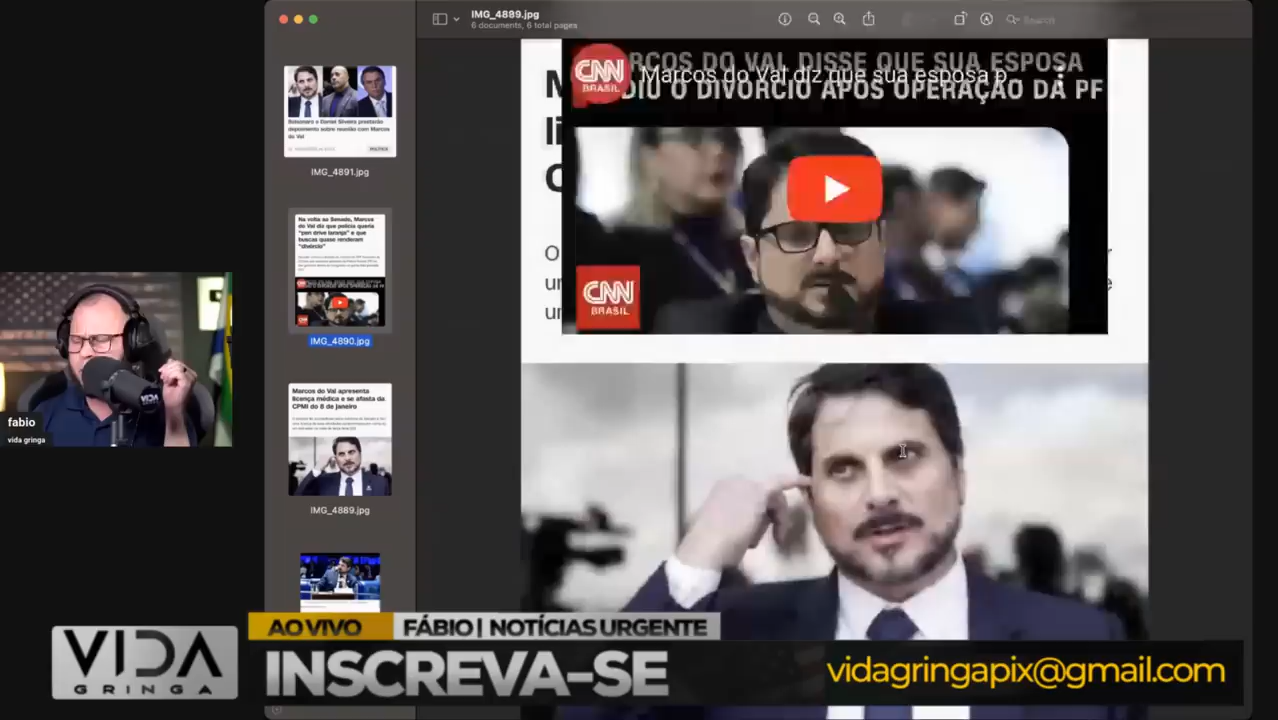 IMG_4899.jpg
6 documents, 6 total pages
Search
Bolsonaro e Daniel Silveira prestarão
depoimento sobre reunião com Marcos
do Val
IMG_4891.jpg
Na volta ao Senado, Marcos
do Val diz que polícia queria
"pen drive laranja" e que
buscas quase renderam
"divórcio"
IMG_4890.jpg
Marcos do Val apresenta
licença médica e se afasta da
CPMI do 8 de janeiro
IMG_4889.jpg
RCOS DO VAL DISSE QUE SUA ESPOSA
CNN
BRASIL
Marcos do Val diz que sua esposa p
DIU O DIVÓRCIO APÓS OPERAÇÃO DA PF
CNN
BRASIL
fabio
vida gringa
VIDA
GRINGA
AO VIVO
FÁBIO | NOTÍCIAS URGENTE
INSCREVA-SE
vidagringapix@gmail.com